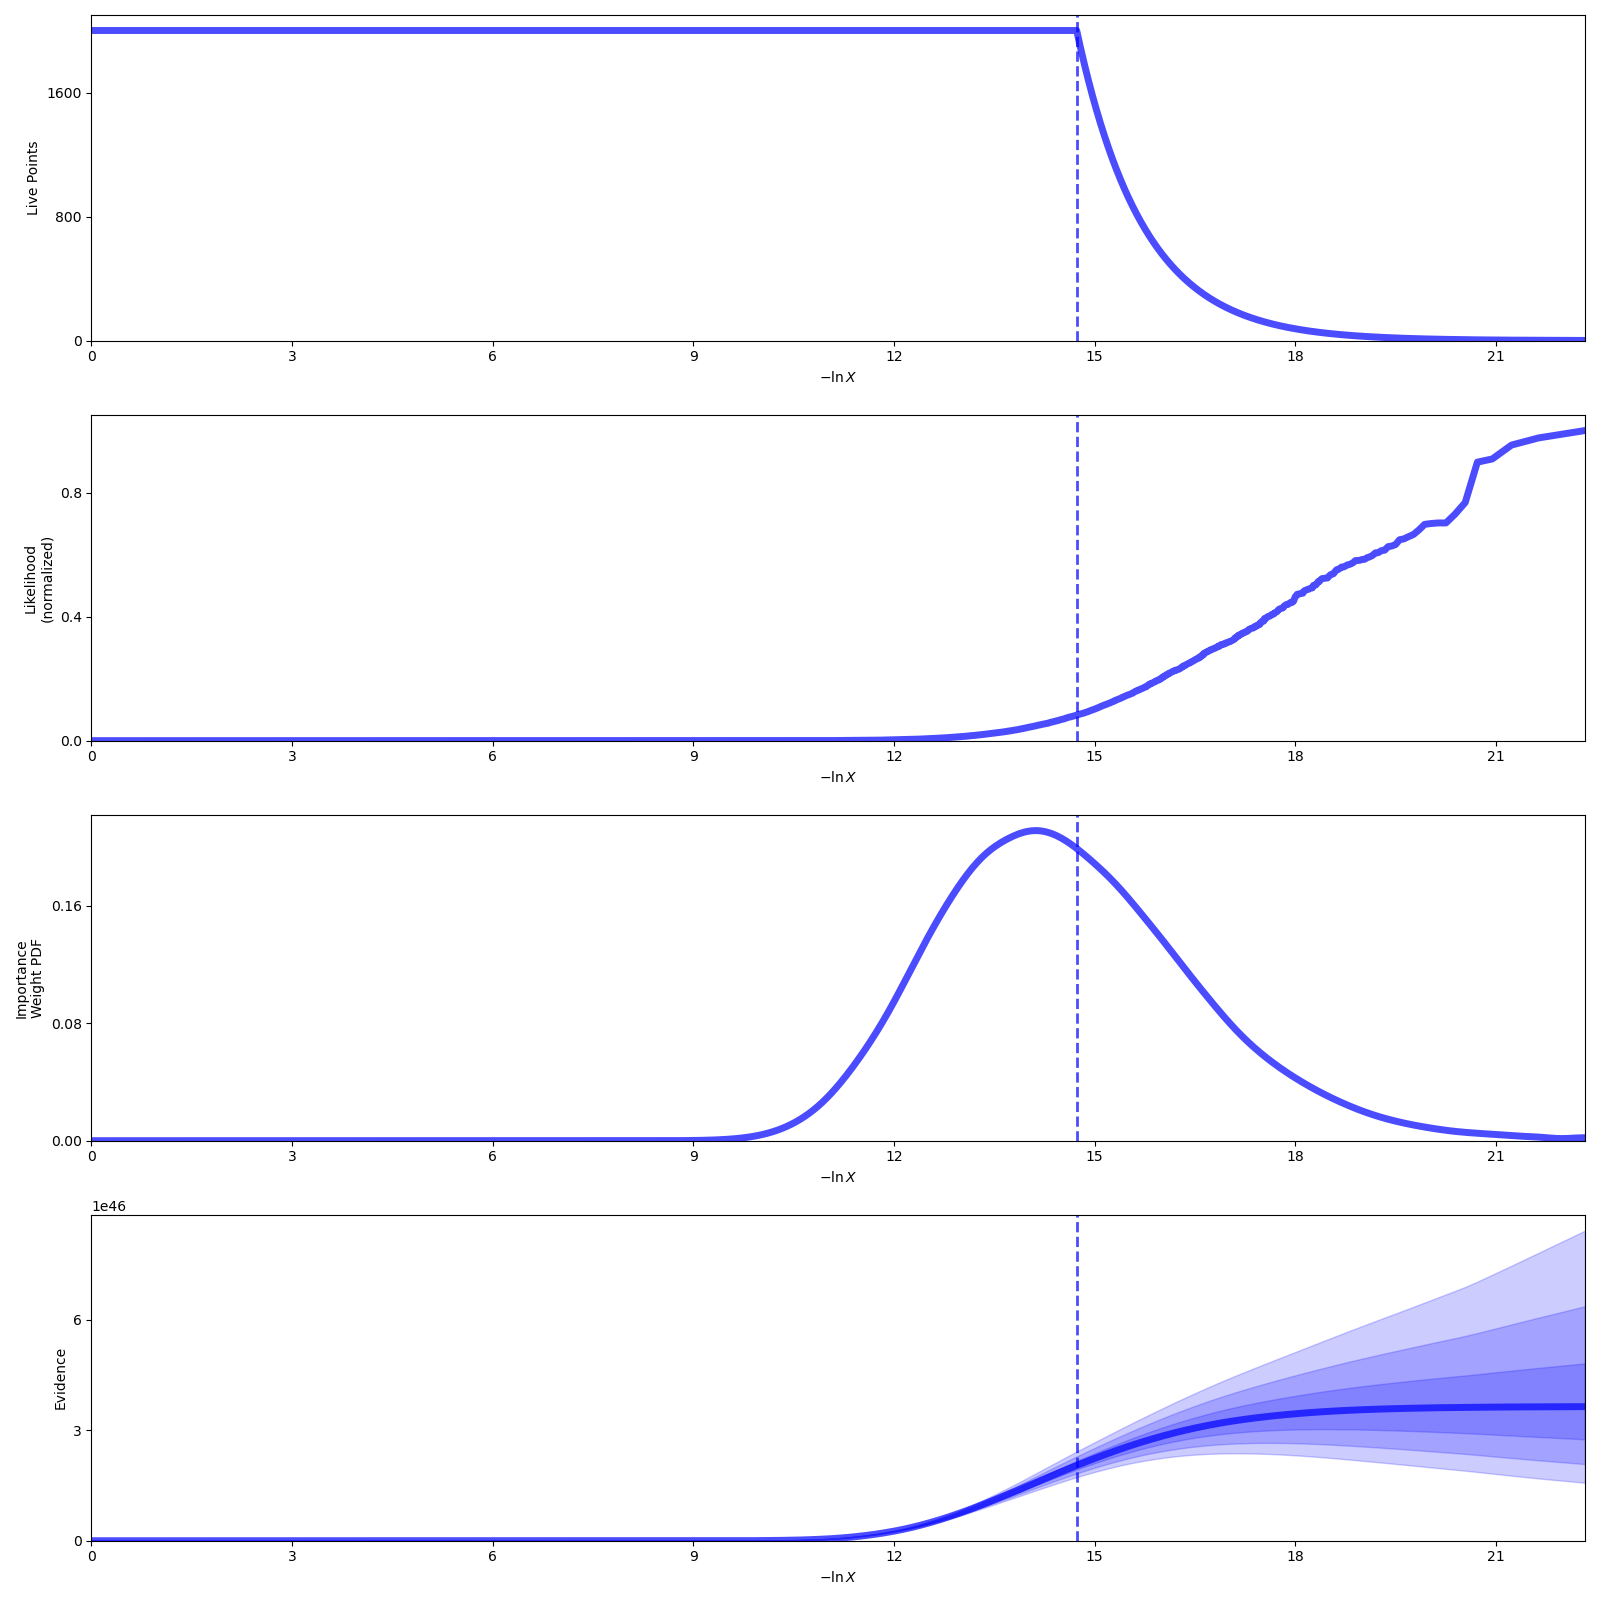 1600
800
0
Live Points
0 3 6 9 12 15 18 21
−ln X
0.8
0.4
0.0
Likelihood
(normalized)
0 3 6 9 12 15 18 21
−ln X
0.16
0.08
0.00
Importance
Weight PDF
0 3 6 9 12 15 18 21
−ln X
1e46
6
3
0
Evidence
0 3 6 9 12 15 18 21
−ln X